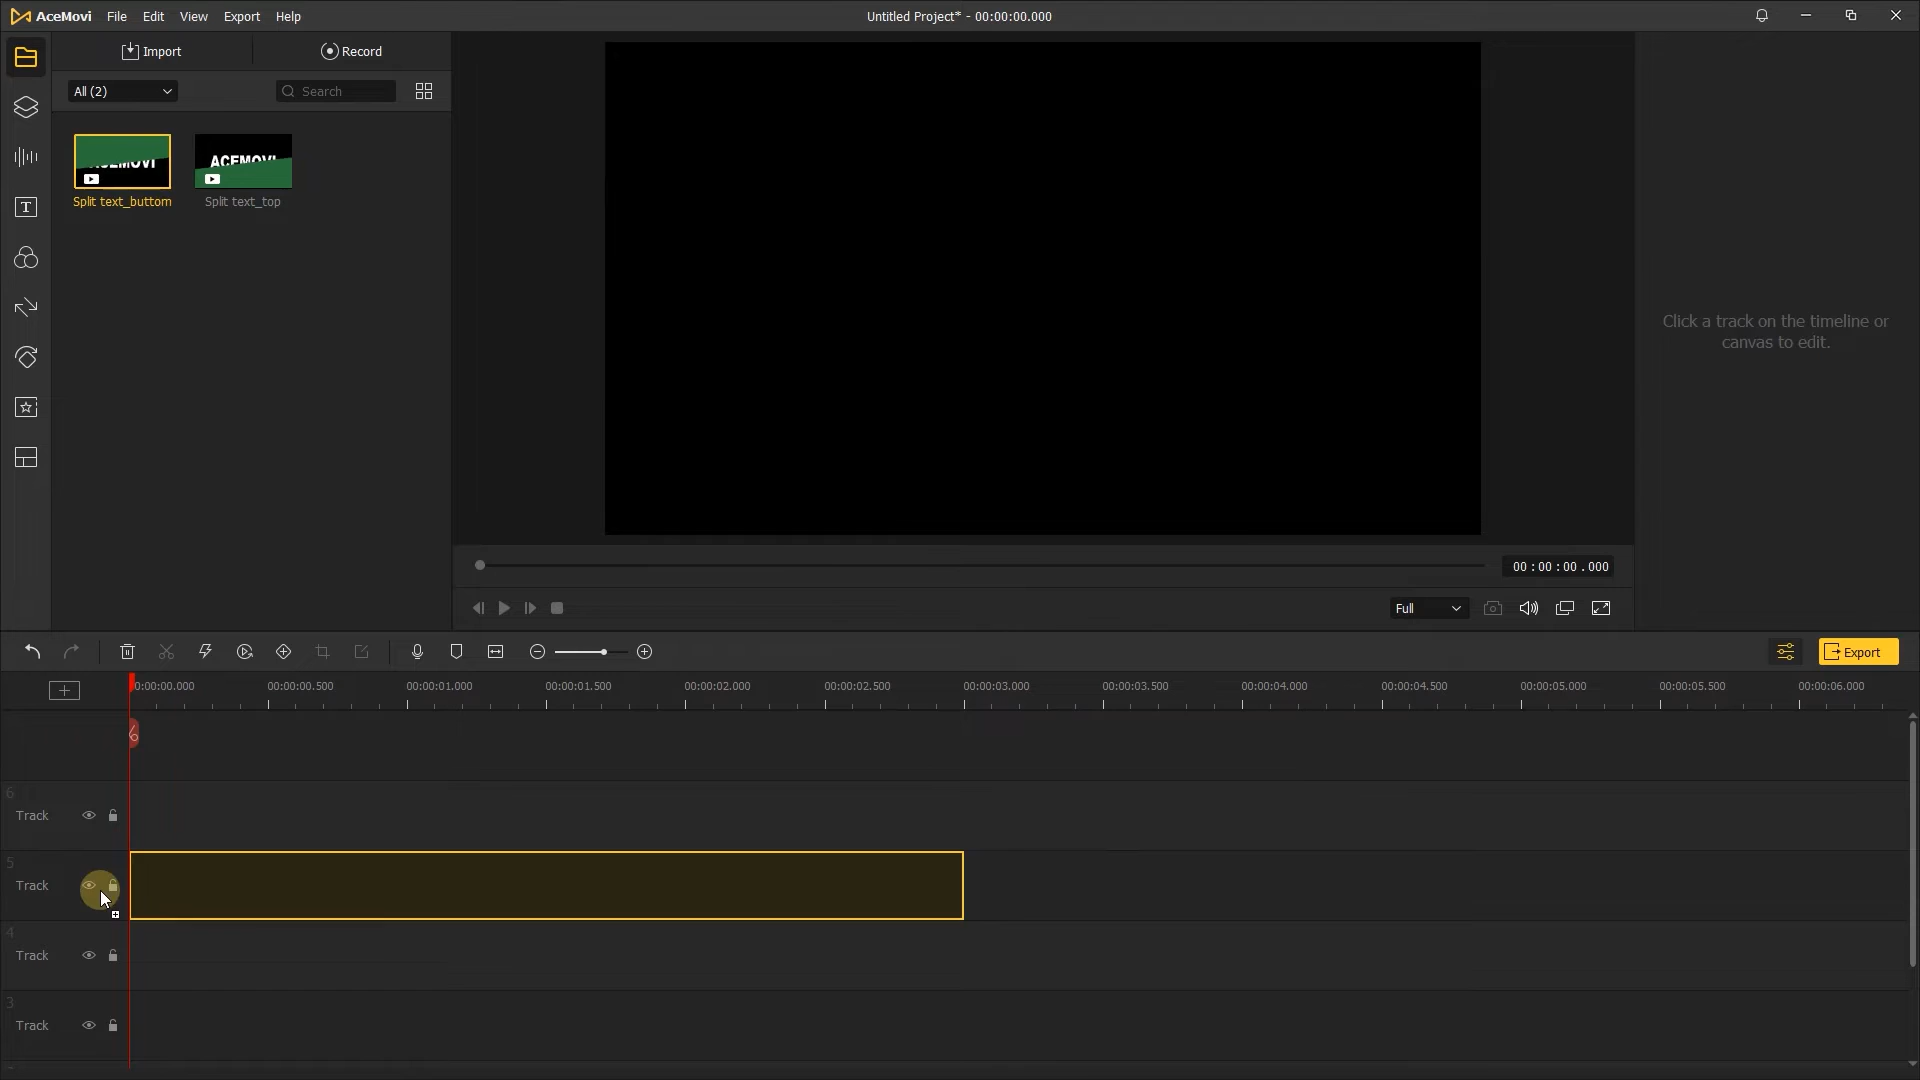 AceMovi File Edit View Export Help
Untitled Project* - 00:00:00.000
Import
Record
All (2)
Search
ACEMOVI
ACEMOVI
Split text_buttom
Split text_top
Click a track on the timeline or
canvas to edit.
00 : 00 : 00 . 000
Full
Export
0:00:00.000 00:00:00.500 00:00:01.000 00:00:01.500 00:00:02.000 00:00:02.500 00:00:03.000 00:00:03.500 00:00:04.000 00:00:04.500 00:00:05.000 00:00:05.500 00:00:06.000
6
Track
5
Track
4
Track
3
Track